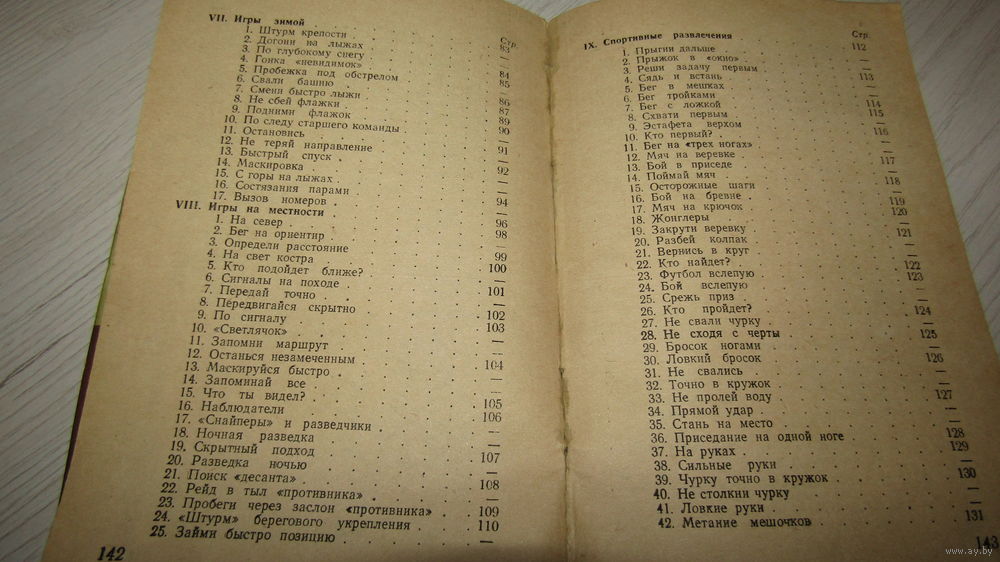 VII. Игры зимой
Стр.
1. Штурм крепости . . . 83
2. Догони на лыжах . . . —
3. По глубокому снегу . . . —
4. Гонка «невидимок» . . . 84
5. Пробежка под обстрелом . . . 85
6. Свали башню . . . —
7. Смени быстро лыжи . . . 86
8. Не сбей флажки . . . 87
9. Подними флажок . . . 89
10. По следу старшего команды . . . 90
11. Остановись . . . —
12. Не теряй направление . . . 91
13. Быстрый спуск . . . —
14. Маскировка . . . 92
15. С горы на лыжах . . . —
16. Состязания парами . . . —
17. Вызов номеров . . . 94
VIII. Игры на местности . . . —
1. На север . . . 96
2. Бег на ориентир . . . 98
3. Определи расстояние . . . —
4. На свет костра . . . 99
5. Кто подойдет ближе? . . . 100
6. Сигналы на походе . . . —
7. Передай точно . . . 101
8. Передвигайся скрытно . . . —
9. По сигналу . . . 102
10. «Светлячок» . . . 103
11. Запомни маршрут . . . —
12. Останься незамеченным . . . —
13. Маскируйся быстро . . . 104
14. Запоминай все . . . —
15. Что ты видел? . . . —
16. Наблюдатели . . . 105
17. «Снайперы» и разведчики . . . 106
18. Ночная разведка . . . —
19. Скрытный подход . . . —
20. Разведка ночью . . . 107
21. Поиск «десанта» . . . —
22. Рейд в тыл «противника» . . . 108
23. Пробеги через заслон «противника» . . . 109
24. «Штурм» берегового укрепления . . . 110
25. Займи быстро позицию . . . —
142
IX. Спортивные развлечения
Стр.
1. Прыгни дальше . . . 112
2. Прыжок в «окно» . . . —
3. Реши задачу первым . . . —
4. Сядь и встань . . . 113
5. Бег в мешках . . . —
6. Бег тройками . . . —
7. Бег с ложкой . . . 114
8. Схвати первым . . . 115
9. Эстафета верхом . . . —
10. Кто первый? . . . 116
11. Бег на «трех ногах» . . . —
12. Мяч на веревке . . . —
13. Бой в приседе . . . 117
14. Поймай мяч . . . —
15. Осторожные шаги . . . 118
16. Бой на бревне . . . —
17. Мяч на крючок . . . 119
18. Жонглеры . . . 120
19. Закрути веревку . . . 121
20. Разбей колпак . . . —
21. Вернись в круг . . . —
22. Кто найдет? . . . 122
23. Футбол вслепую . . . 123
24. Бой вслепую . . . —
25. Срежь приз . . . —
26. Кто пройдет? . . . 124
27. Не свали чурку . . . —
28. Не сходя с черты . . . 125
29. Бросок ногами . . . —
30. Ловкий бросок . . . 126
31. Не свались . . . —
32. Точно в кружок . . . —
33. Не пролей воду . . . 127
34. Прямой удар . . . —
35. Стань на место . . . —
36. Приседание на одной ноге . . . 128
37. На руках . . . 129
38. Сильные руки . . . —
39. Чурку точно в кружок . . . 130
40. Не столкни чурку . . . —
41. Ловкие руки . . . —
42. Метание мешочков . . . 131
143
www.ay.by